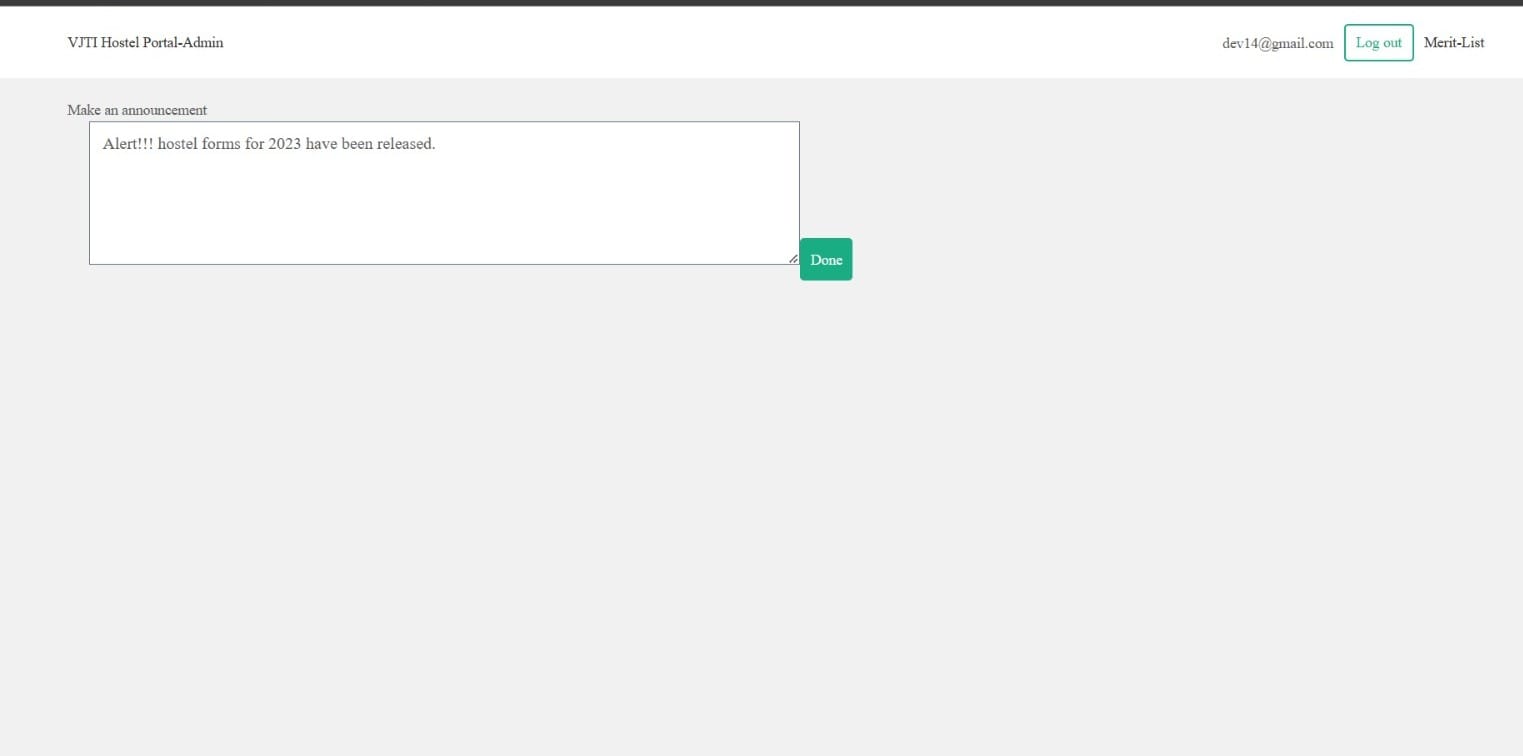 VJTI Hostel Portal-Admin
dev14@gmail.com Log out Merit-List
Make an announcement
Alert!!! hostel forms for 2023 have been released.
Done